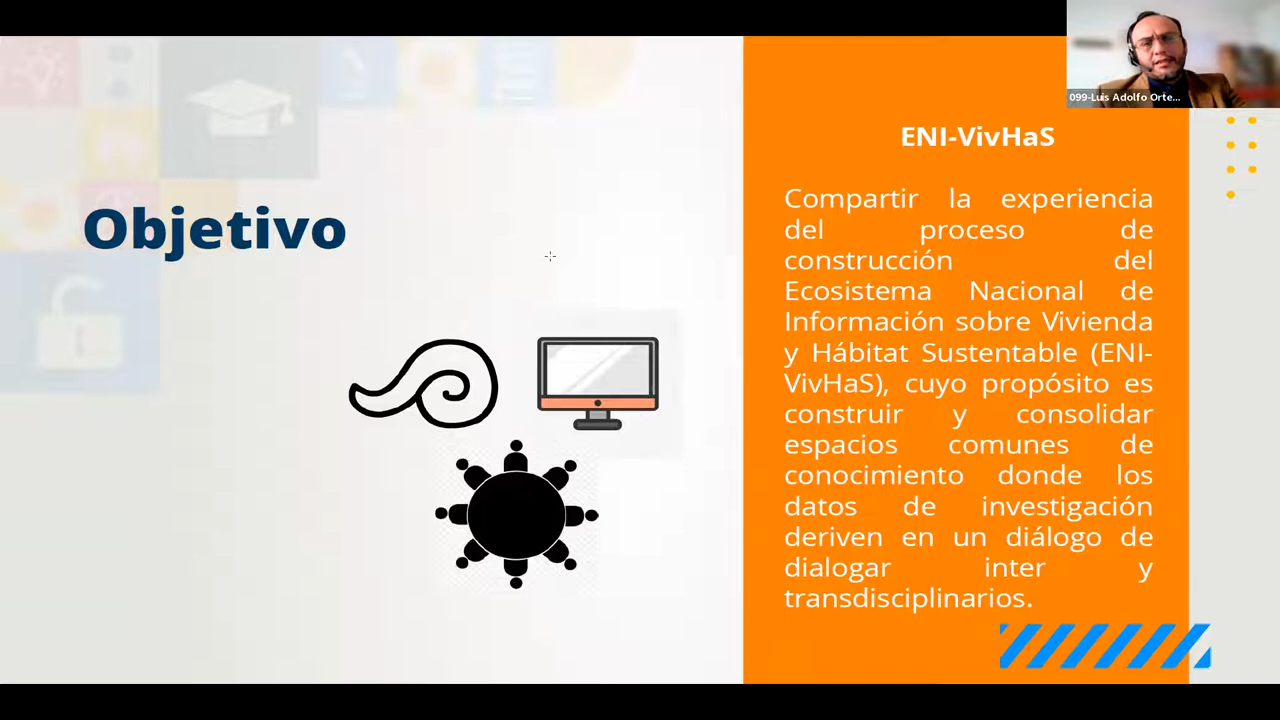 099-Luis Adolfo Orte...
ENI-VivHaS
Objetivo
Compartir la experiencia
del proceso de
construcción del
Ecosistema Nacional de
Información sobre Vivienda
y Hábitat Sustentable (ENI-
VivHaS), cuyo propósito es
construir y consolidar
espacios comunes de
conocimiento donde los
datos de investigación
deriven en un diálogo de
dialogar inter y
transdisciplinarios.